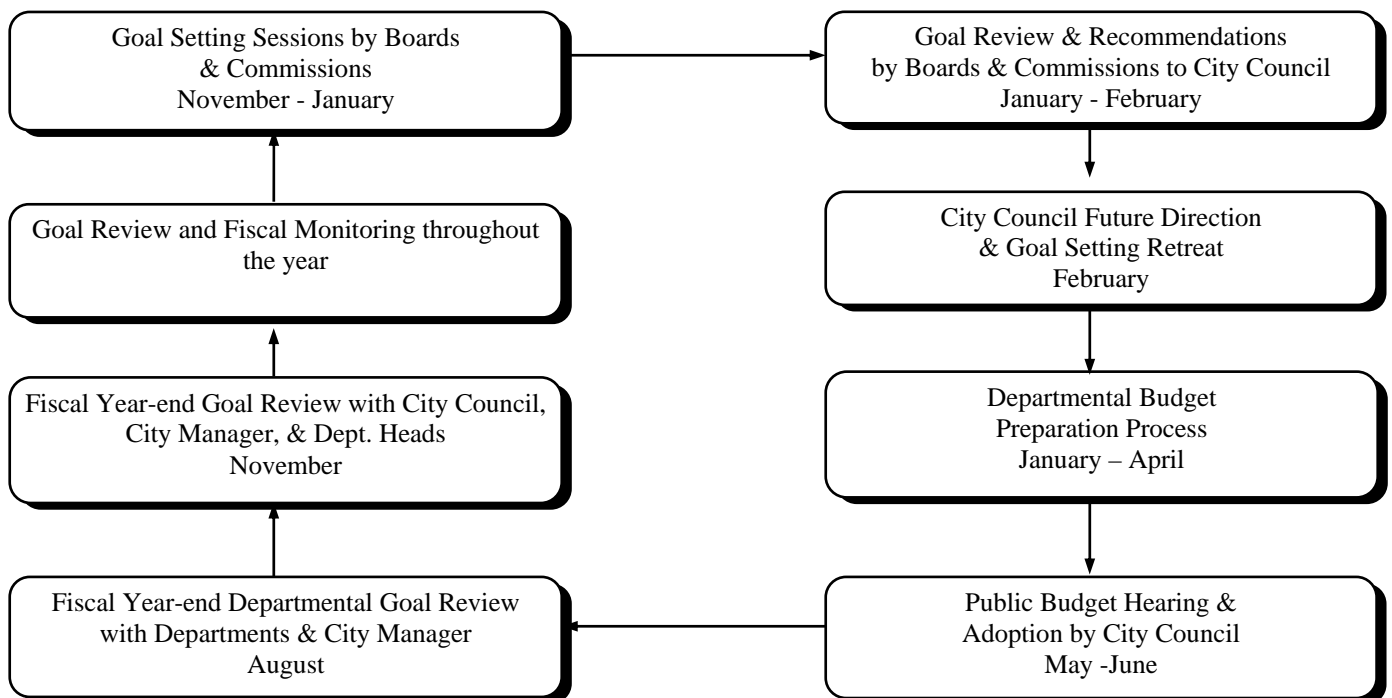 Goal Setting Sessions by Boards
& Commissions
November - January
Goal Review & Recommendations
by Boards & Commissions to City Council
January - February
City Council Future Direction
& Goal Setting Retreat
February
Departmental Budget
Preparation Process
January – April
Public Budget Hearing &
Adoption by City Council
May -June
Fiscal Year-end Departmental Goal Review
with Departments & City Manager
August
Fiscal Year-end Goal Review with City Council,
City Manager, & Dept. Heads
November
Goal Review and Fiscal Monitoring throughout
the year